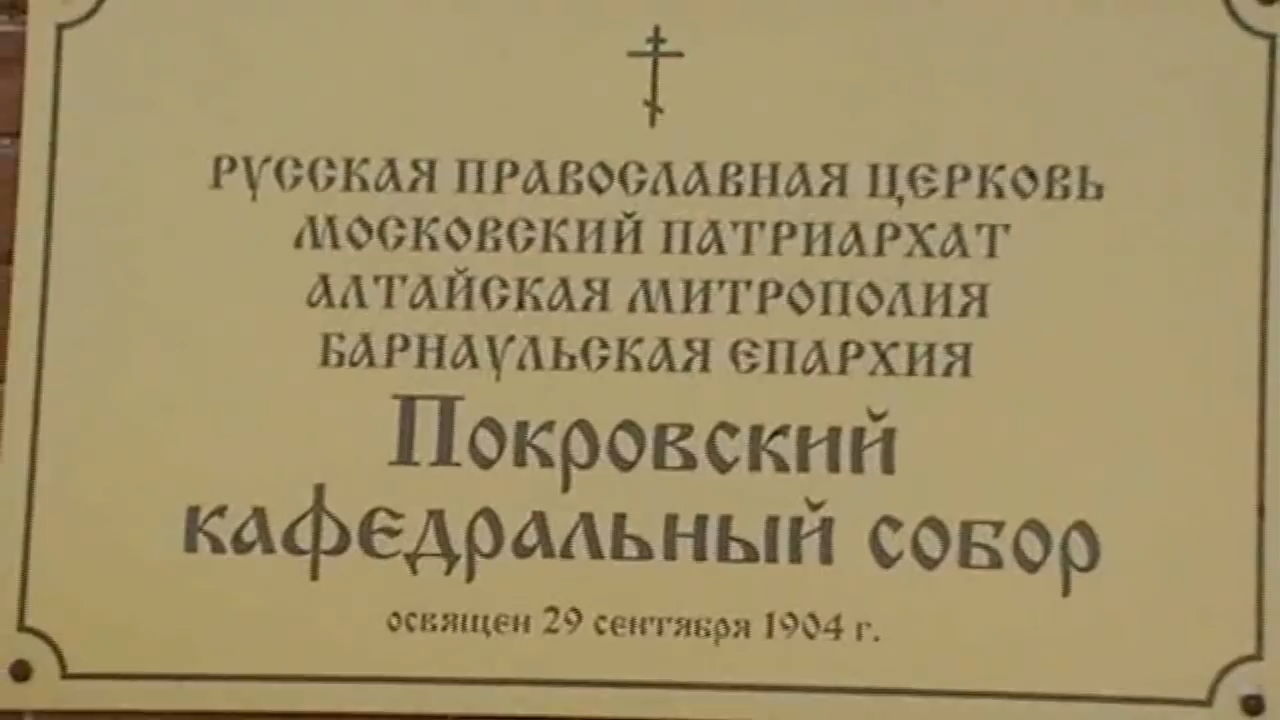 РУССКАЯ ПРАВОСЛАВНАЯ ЦЕРКОВЬ
МОСКОВСКИЙ ПАТРИАРХАТ
АЛТАЙСКАЯ МИТРОПОЛИЯ
БАРНАУЛЬСКАЯ ЕПАРХИЯ
Покровский
кафедральный собор
освящен 29 сентября 1904 г.